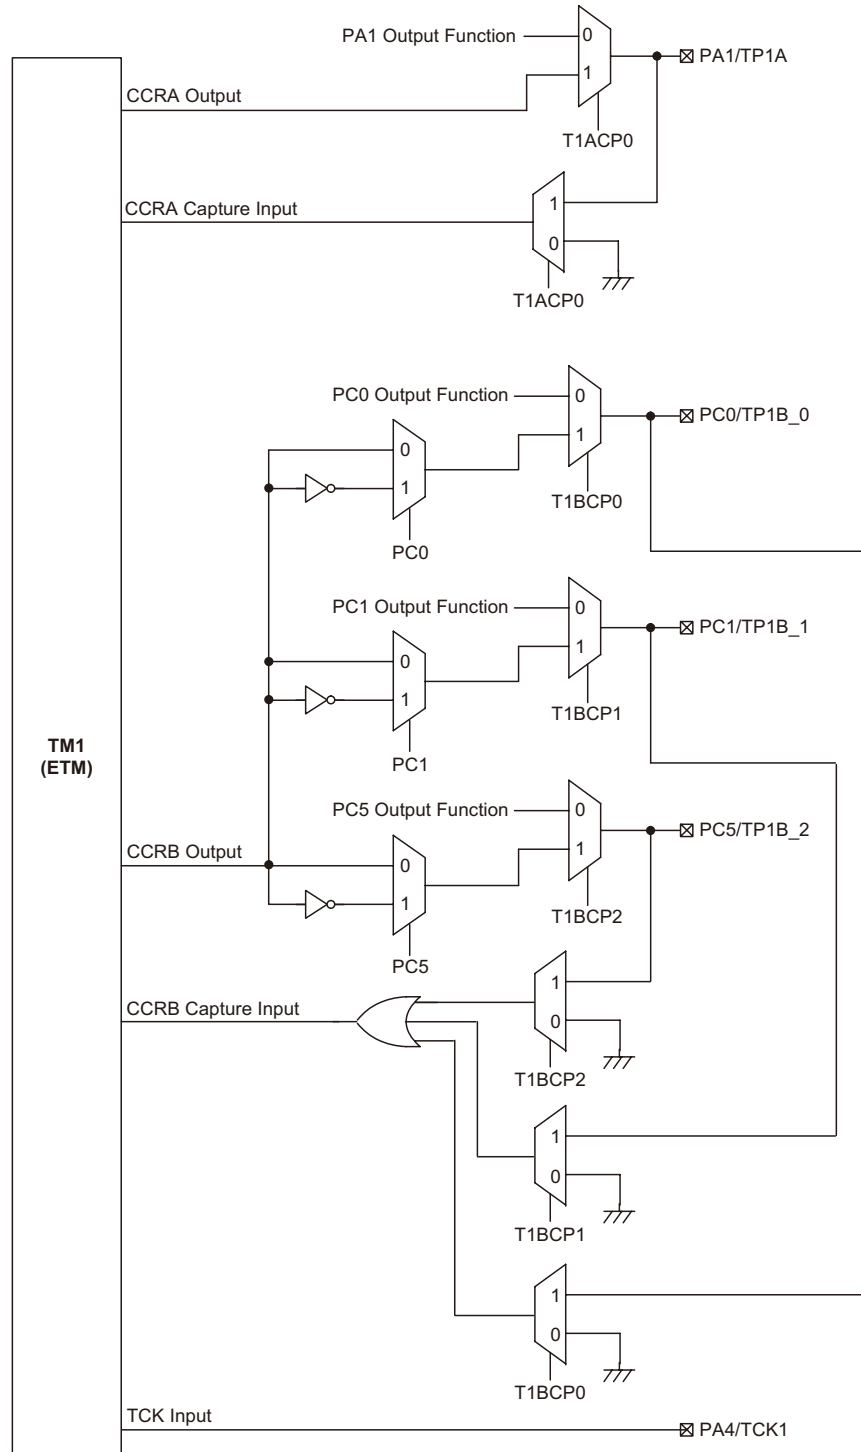 PA1 Output Function
0
1
PA1/TP1A
CCRA Output
T1ACP0
CCRA Capture Input
1
0
T1ACP0
PC0 Output Function
0
1
PC0/TP1B_0
0
1
T1BCP0
PC0
PC1 Output Function
0
1
PC1/TP1B_1
0
1
T1BCP1
PC1
TM1
(ETM)
PC5 Output Function
0
1
PC5/TP1B_2
CCRB Output
0
1
T1BCP2
PC5
CCRB Capture Input
1
0
T1BCP2
1
0
T1BCP1
1
0
T1BCP0
TCK Input
PA4/TCK1